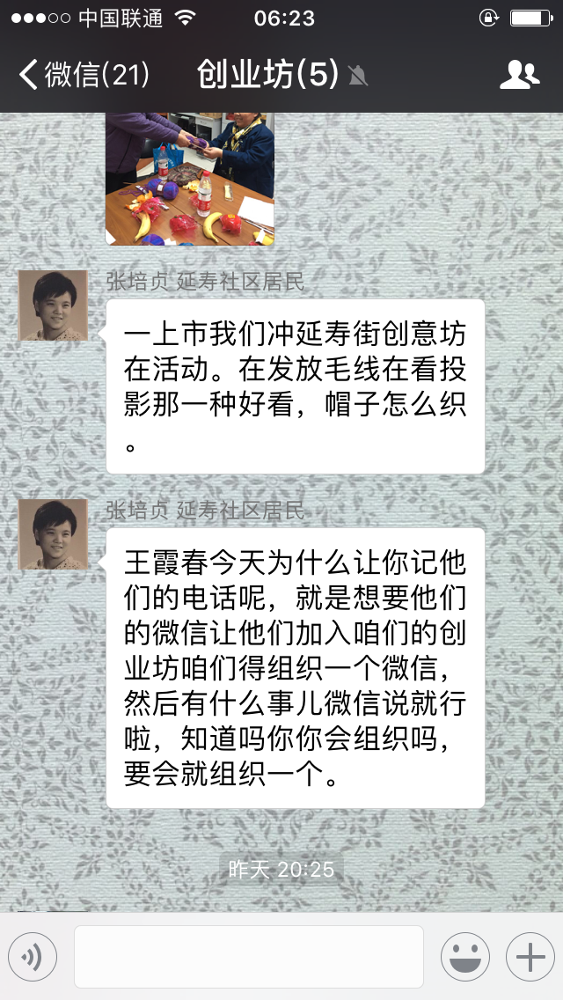 中国联通 06:23
微信(21) 创业坊(5)
张培贞 延寿社区居民
一上市我们冲延寿街创意坊
在活动。在发放毛线在看投
影那一种好看，帽子怎么织
。
张培贞 延寿社区居民
王霞春今天为什么让你记他
们的电话呢，就是想要他们
的微信让他们加入咱们的创
业坊咱们得组织一个微信，
然后有什么事儿微信说就行
啦，知道吗你你会组织吗，
要会就组织一个。
昨天 20:25